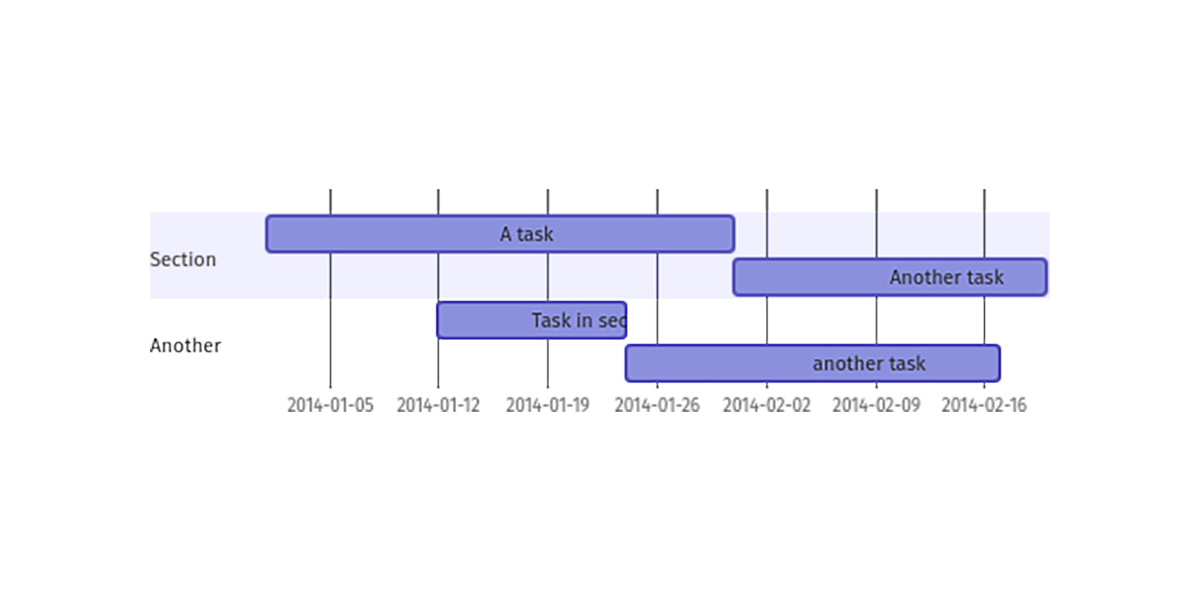 A task
Section
Another task
Task in sec
Another
another task
2014-01-05 2014-01-12 2014-01-19 2014-01-26 2014-02-02 2014-02-09 2014-02-16